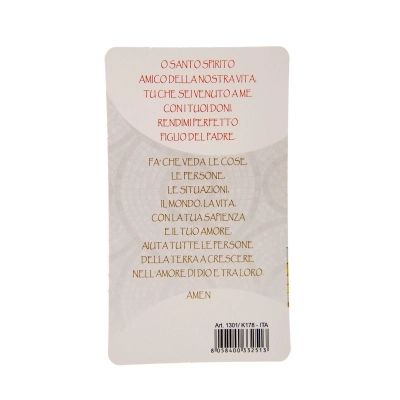 O SANTO SPIRITO
AMICO DELLA NOSTRA VITA,
TU CHE SEI VENUTO A ME
CON I TUOI DONI,
RENDIMI PERFETTO
FIGLIO DEL PADRE.
FA' CHE VEDA LE COSE,
LE PERSONE,
LE SITUAZIONI,
IL MONDO, LA VITA,
CON LA TUA SAPIENZA
E IL TUO AMORE.
AIUTA TUTTE LE PERSONE
DELLA TERRA A CRESCERE
NELL'AMORE DI DIO E TRA LORO.
AMEN
Art. 1301/ K178 - ITA
8 058400 332513